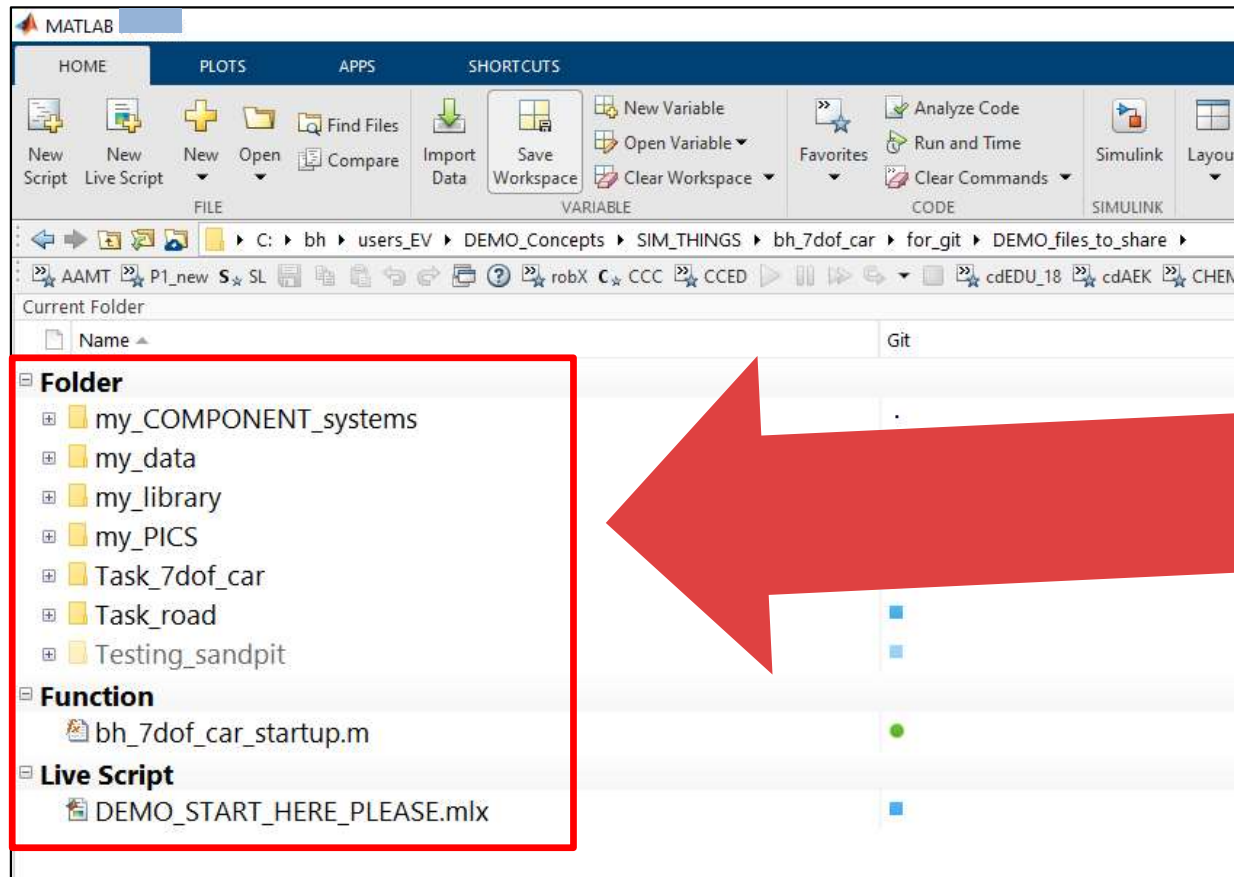 MATLAB
HOME PLOTS APPS SHORTCUTS
New Script
New Live Script
New
Open
Find Files
Compare
FILE
Import Data
Save Workspace
New Variable
Open Variable
Clear Workspace
VARIABLE
Favorites
Analyze Code
Run and Time
Clear Commands
CODE
Simulink
SIMULINK
Layou
C: bh users_EV DEMO_Concepts SIM_THINGS bh_7dof_car for_git DEMO_files_to_share
AAMT P1_new S SL robX C CCC CCED cdEDU_18 cdAEK CHEM
Current Folder
Name Git
Folder
my_COMPONENT_systems
my_data
my_library
my_PICS
Task_7dof_car
Task_road
Testing_sandpit
Function
bh_7dof_car_startup.m
Live Script
DEMO_START_HERE_PLEASE.mlx